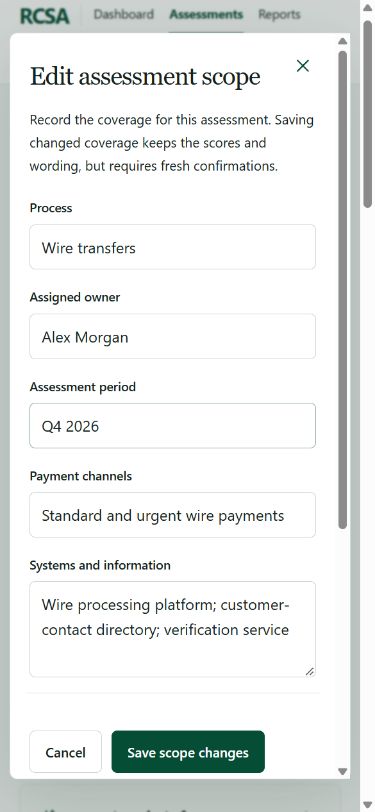 RCSA Dashboard Assessments Reports
Edit assessment scope
Record the coverage for this assessment. Saving
changed coverage keeps the scores and
wording, but requires fresh confirmations.
Process
Wire transfers
Assigned owner
Alex Morgan
Assessment period
Q4 2026
Payment channels
Standard and urgent wire payments
Systems and information
Wire processing platform; customer-
contact directory; verification service
Cancel Save scope changes